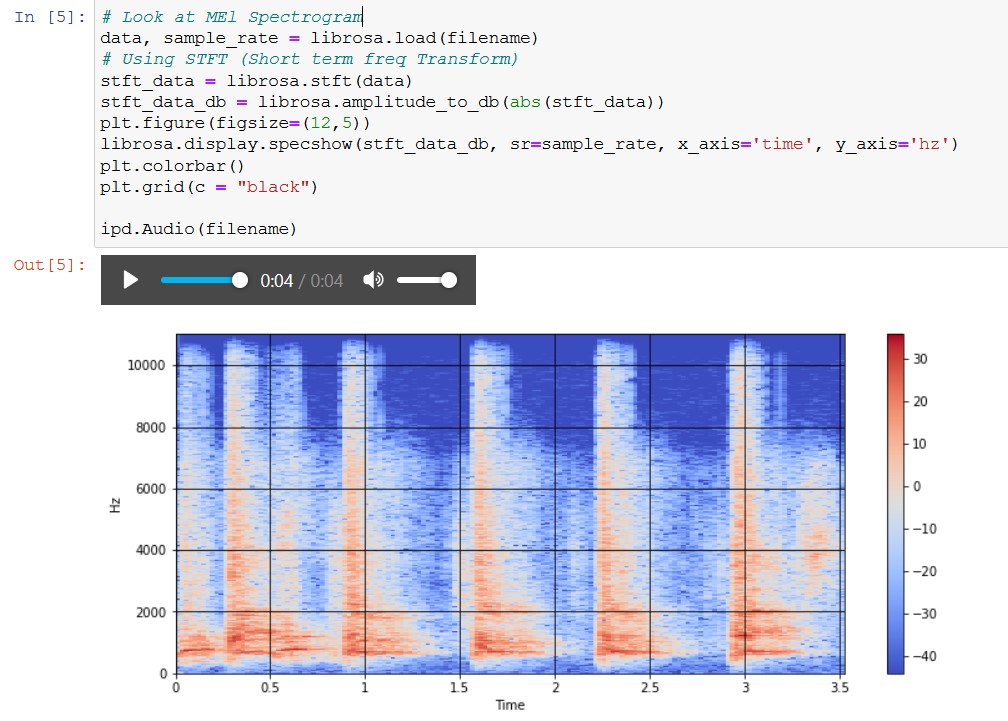 In [5]:
# Look at MEl Spectrogram
data, sample_rate = librosa.load(filename)
# Using STFT (Short term freq Transform)
stft_data = librosa.stft(data)
stft_data_db = librosa.amplitude_to_db(abs(stft_data))
plt.figure(figsize=(12,5))
librosa.display.specshow(stft_data_db, sr=sample_rate, x_axis='time', y_axis='hz')
plt.colorbar()
plt.grid(c = "black")
ipd.Audio(filename)
Out[5]:
0:04 / 0:04
10000
8000
6000
4000
2000
0
Hz
0 0.5 1 1.5 2 2.5 3 3.5
Time
30
20
10
0
−10
−20
−30
−40